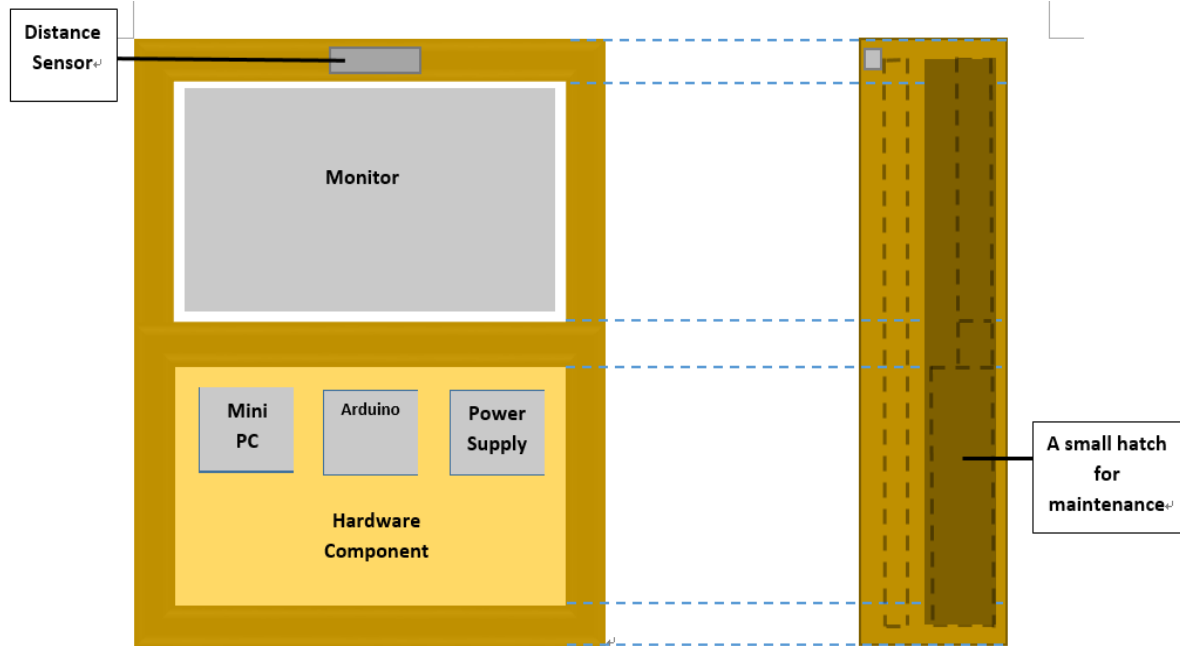 Distance
Sensor
Monitor
Mini
PC
Arduino
Power
Supply
Hardware
Component
A small hatch
for
maintenance